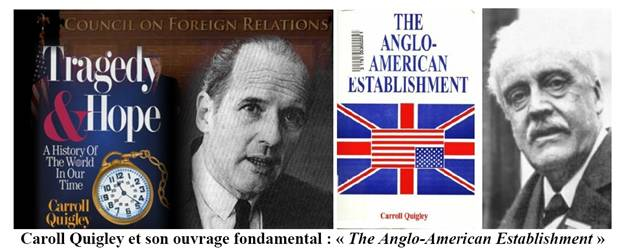 COUNCIL ON FOREIGN RELATIONS
Tragedy
& Hope
A History Of
The World
In Our
Time
Carroll
Quigley
THE
ANGLO-
AMERICAN
ESTABLISHMENT
Carroll Quigley
Caroll Quigley et son ouvrage fondamental : « The Anglo-American Establishment »